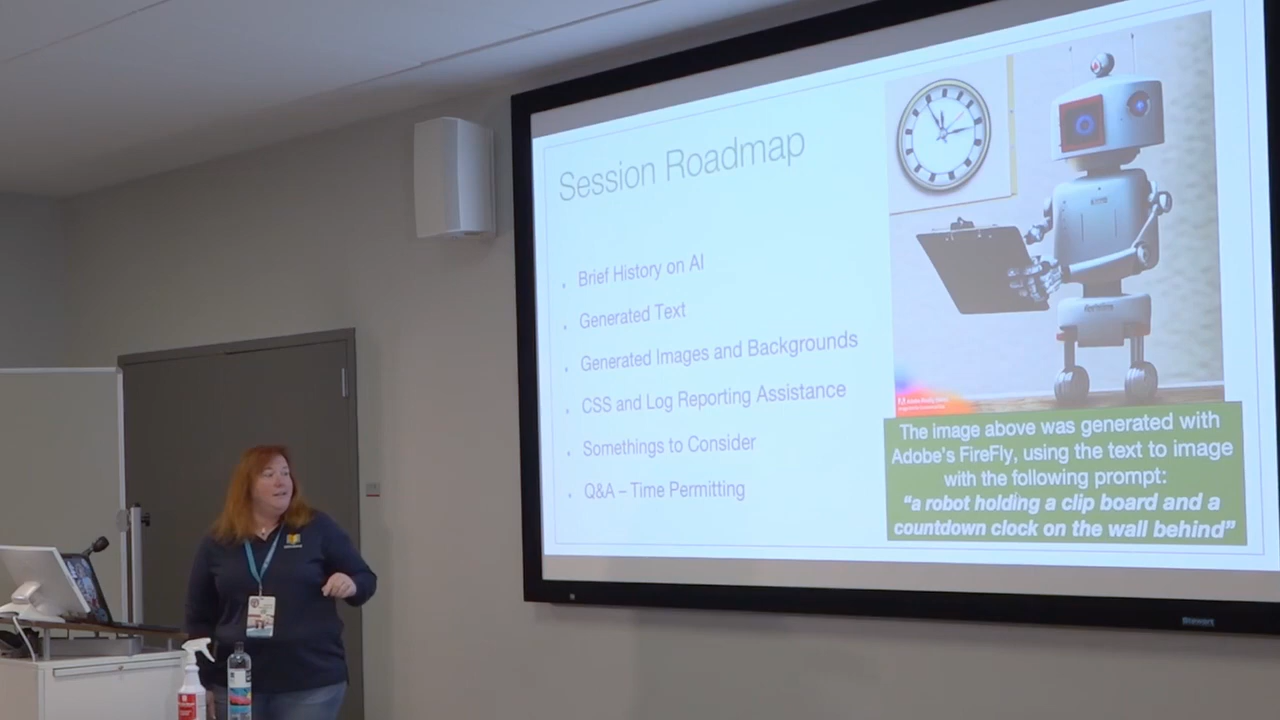 Session Roadmap
Brief History on AI
Generated Text
Generated Images and Backgrounds
CSS and Log Reporting Assistance
Somethings to Consider
Q&A – Time Permitting
The image above was generated with
Adobe's FireFly, using the text to image
with the following prompt:
"a robot holding a clip board and a
countdown clock on the wall behind"
Stewart